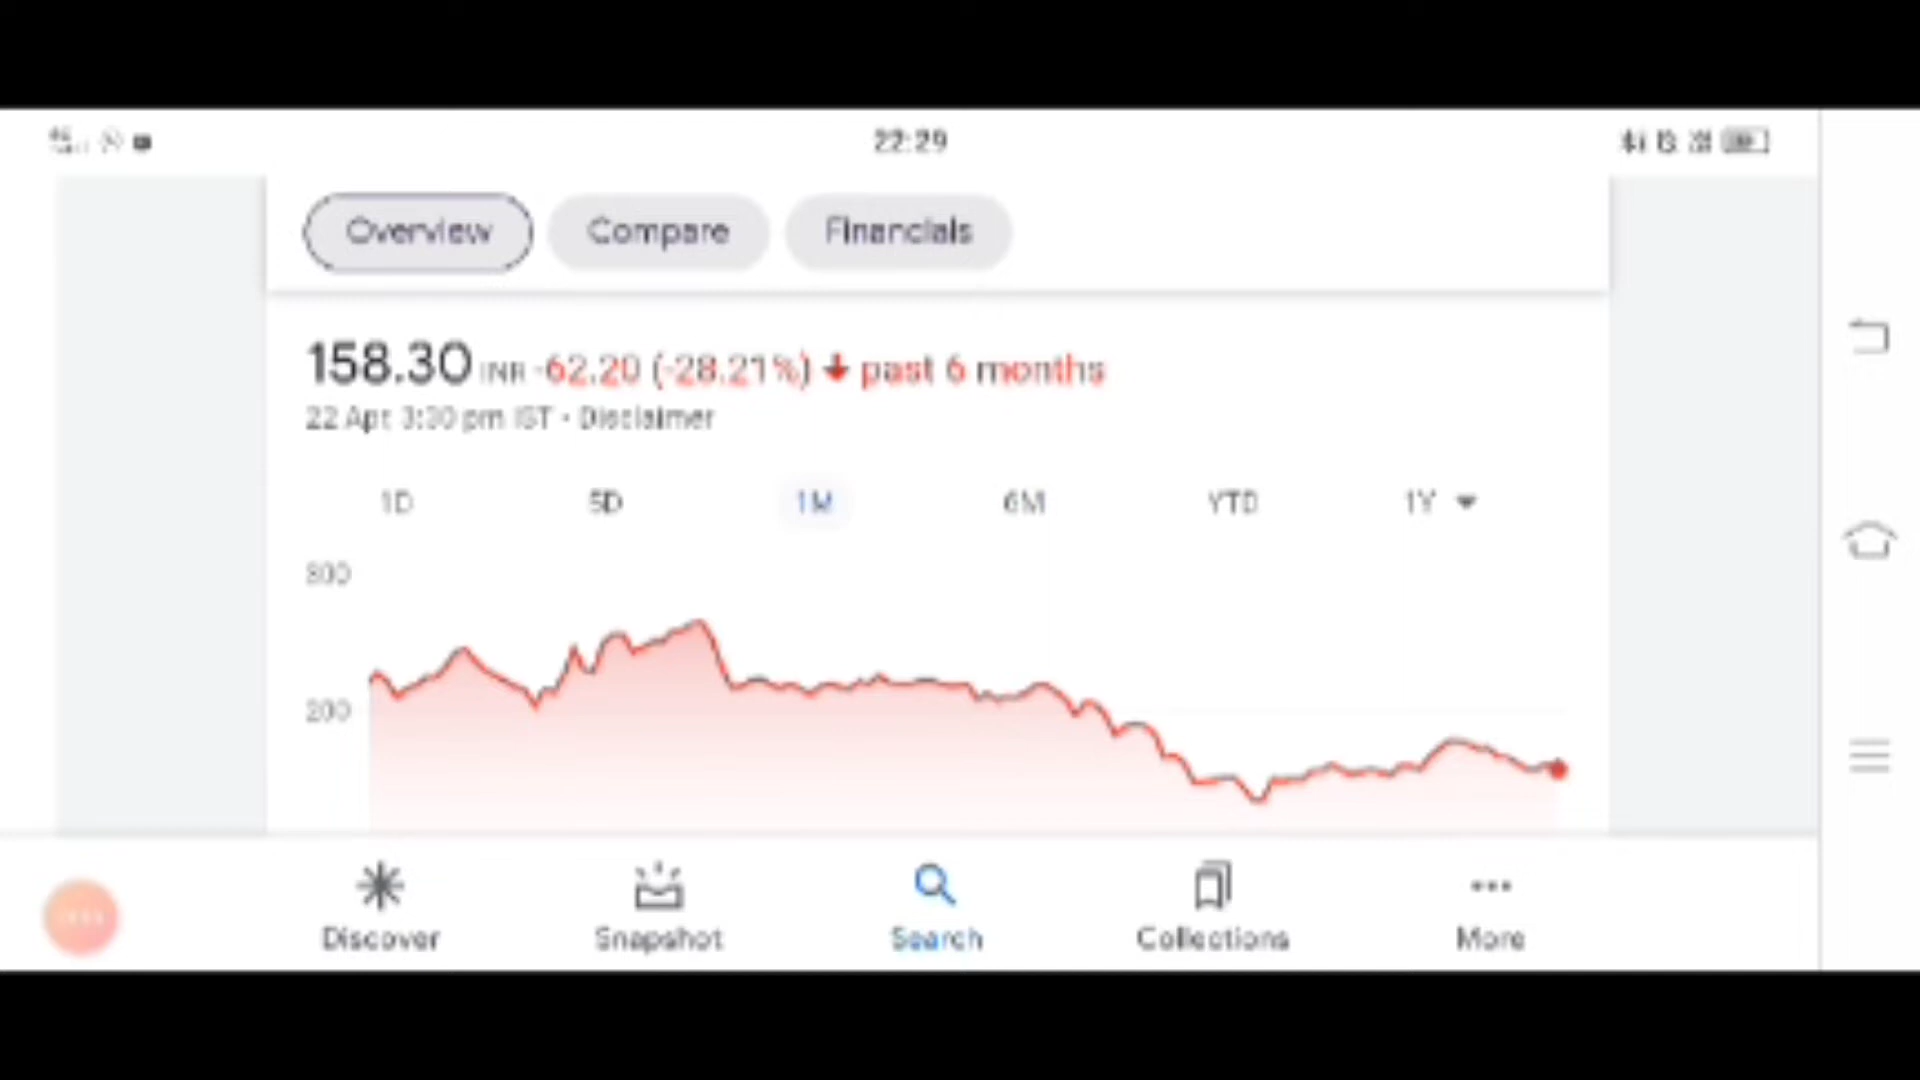 22:29
Overview Compare Financials
158.30 INR -62.20 (-28.21%) ↓ past 6 months
22 Apr, 3:30 pm IST • Disclaimer
1D 5D 1M 6M YTD 1Y
300
200
Discover Snapshot Search Collections More